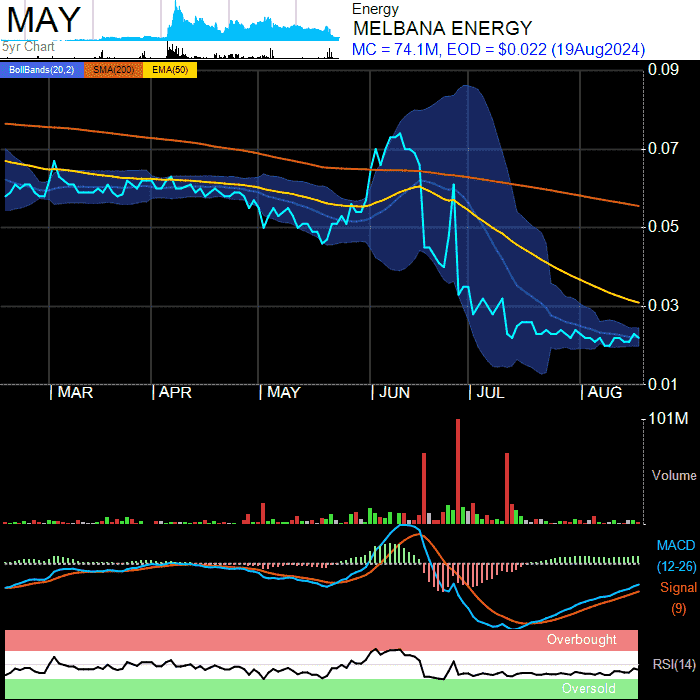 MAY
5yr Chart
Energy
MELBANA ENERGY
MC = 74.1M, EOD = $0.022 (19Aug2024)
BollBands(20,2) SMA(200) EMA(50)
0.09
0.07
0.05
0.03
0.01
MAR APR MAY JUN JUL AUG
101M
Volume
MACD
(12-26)
Signal
(9)
Overbought
RSI(14)
Oversold